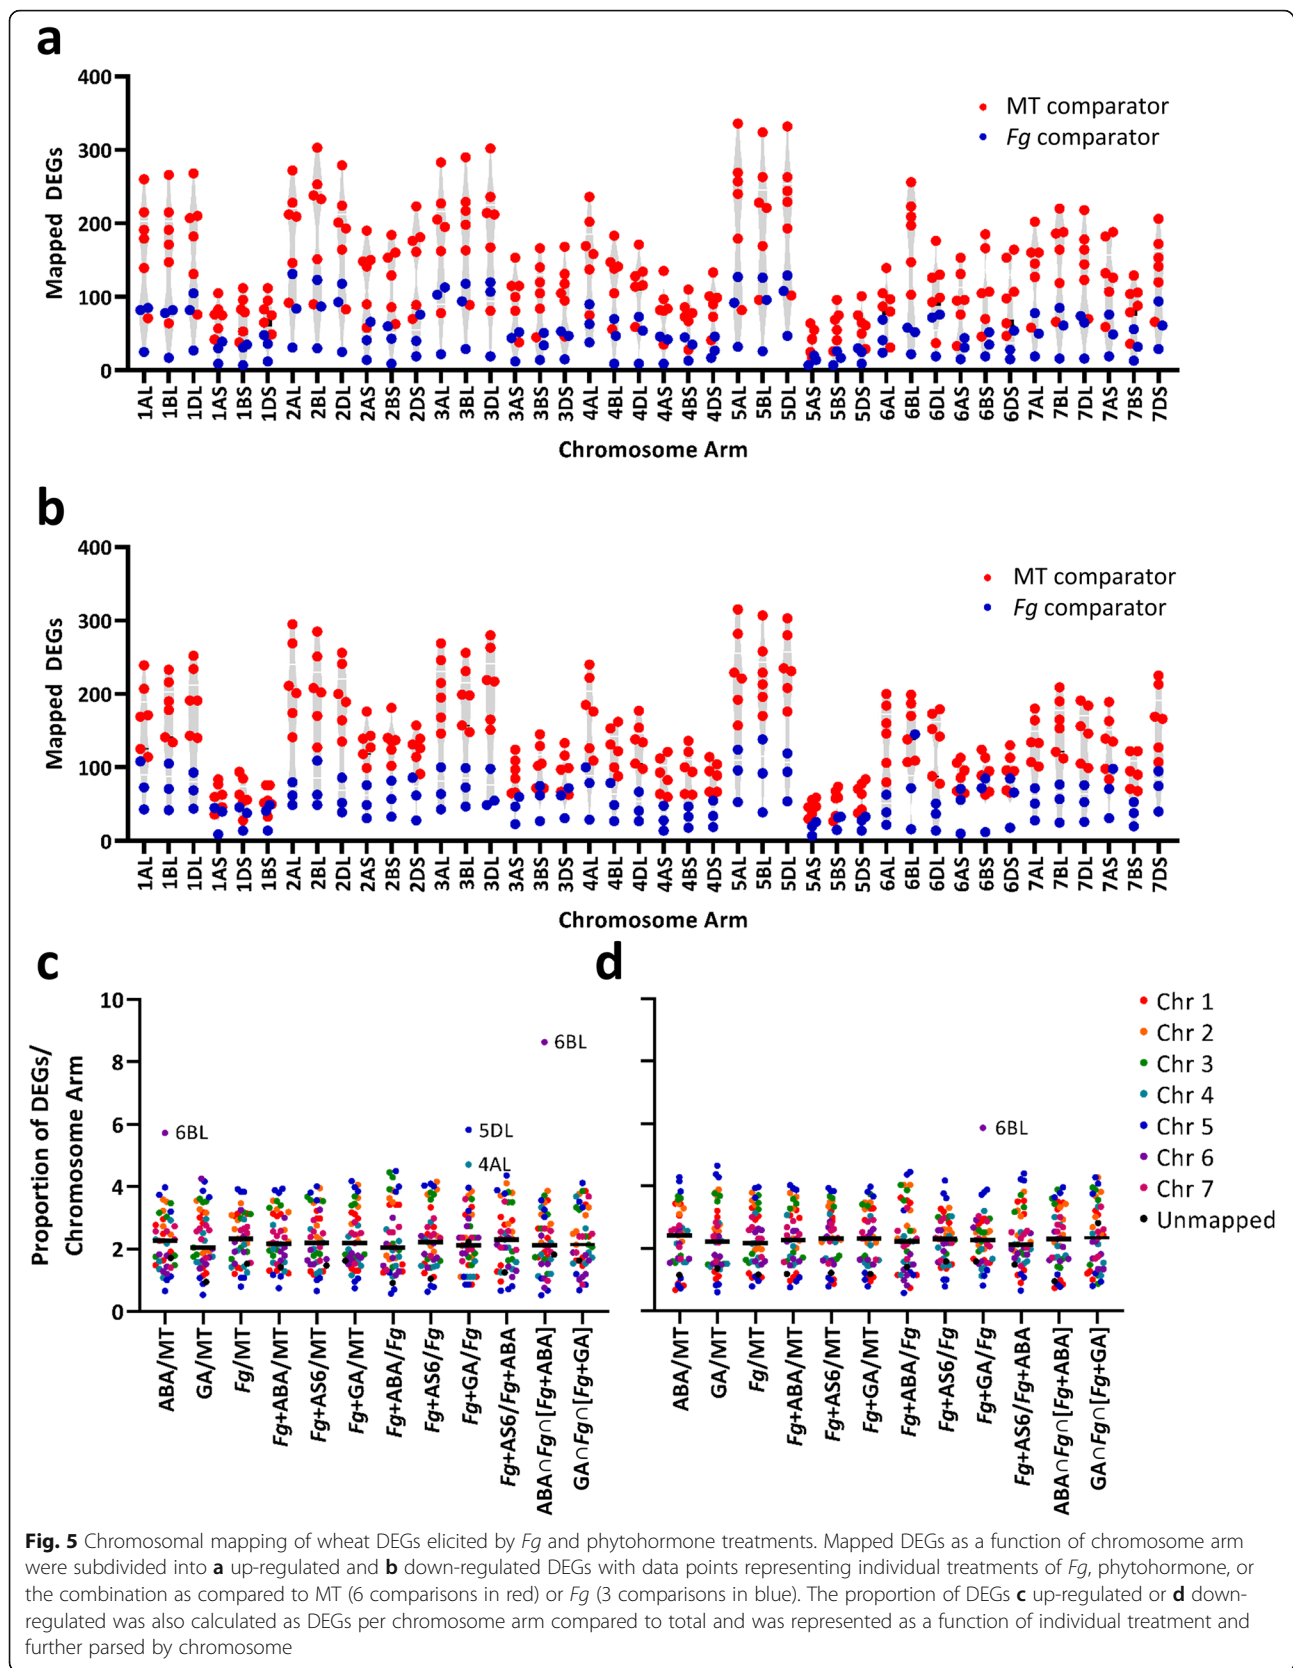 a
400
300
200
100
0
Mapped DEGs
MT comparator
Fg comparator
1AL 1BL 1DL 1AS 1BS 1DS 2AL 2BL 2DL 2AS 2BS 2DS 3AL 3BL 3DL 3AS 3BS 3DS 4AL 4BL 4DL 4AS 4BS 4DS 5AL 5BL 5DL 5AS 5BS 5DS 6AL 6BL 6DL 6AS 6BS 6DS 7AL 7BL 7DL 7AS 7BS 7DS
Chromosome Arm
b
400
300
200
100
0
Mapped DEGs
MT comparator
Fg comparator
1AL 1BL 1DL 1AS 1DS 1BS 2AL 2BL 2DL 2AS 2BS 2DS 3AL 3BL 3DL 3AS 3BS 3DS 4AL 4BL 4DL 4AS 4BS 4DS 5AL 5BL 5DL 5AS 5BS 5DS 6AL 6BL 6DL 6AS 6BS 6DS 7AL 7BL 7DL 7AS 7BS 7DS
Chromosome Arm
c
10
8
6
4
2
0
Proportion of DEGs/
Chromosome Arm
6BL
5DL
4AL
6BL
ABA/MT
GA/MT
Fg/MT
Fg+ABA/MT
Fg+AS6/MT
Fg+GA/MT
Fg+ABA/Fg
Fg+AS6/Fg
Fg+GA/Fg
Fg+AS6/Fg+ABA
ABA∩Fg∩[Fg+ABA]
GA∩Fg∩[Fg+GA]
d
6BL
ABA/MT
GA/MT
Fg/MT
Fg+ABA/MT
Fg+AS6/MT
Fg+GA/MT
Fg+ABA/Fg
Fg+AS6/Fg
Fg+GA/Fg
Fg+AS6/Fg+ABA
ABA∩Fg∩[Fg+ABA]
GA∩Fg∩[Fg+GA]
Chr 1
Chr 2
Chr 3
Chr 4
Chr 5
Chr 6
Chr 7
Unmapped
Fig. 5 Chromosomal mapping of wheat DEGs elicited by Fg and phytohormone treatments. Mapped DEGs as a function of chromosome arm
were subdivided into a up-regulated and b down-regulated DEGs with data points representing individual treatments of Fg, phytohormone, or
the combination as compared to MT (6 comparisons in red) or Fg (3 comparisons in blue). The proportion of DEGs c up-regulated or d down-
regulated was also calculated as DEGs per chromosome arm compared to total and was represented as a function of individual treatment and
further parsed by chromosome